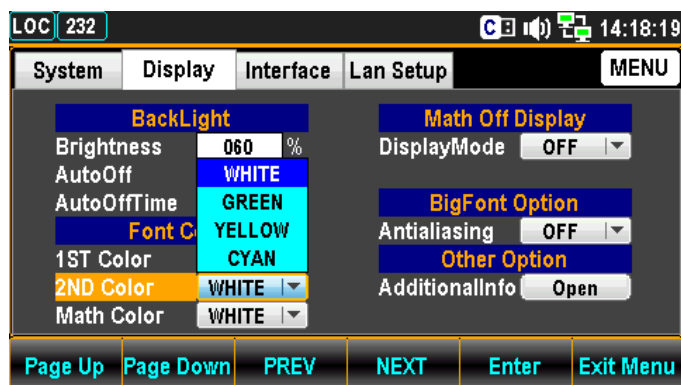 LOC 232 C 14:18:19
System Display Interface Lan Setup MENU
BackLight
Brightness 060 %
AutoOff
AutoOffTime
WHITE
GREEN
YELLOW
CYAN
Font C
1ST Color
2ND Color WHITE
Math Color WHITE
Math Off Display
DisplayMode OFF
BigFont Option
Antialiasing OFF
Other Option
AdditionalInfo Open
Page Up Page Down PREV NEXT Enter Exit Menu